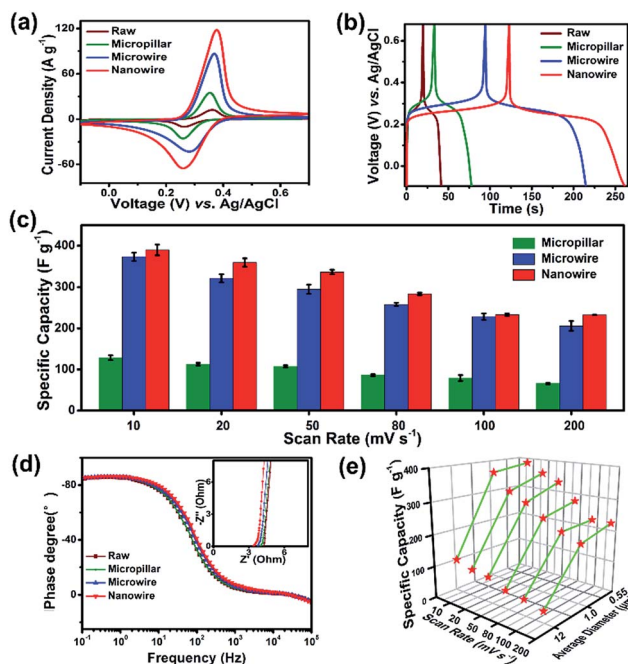 (a)
Raw
Micropillar
Microwire
Nanowire
Current Density (A g⁻¹)
120
60
0
-60
0.0 0.2 0.4 0.6
Voltage (V) vs. Ag/AgCl
(b)
Raw
Micropillar
Microwire
Nanowire
Voltage (V) vs. Ag/AgCl
0.6
0.4
0.2
0.0
0 50 100 150 200 250
Time (s)
(c)
Micropillar
Microwire
Nanowire
Specific Capacity (F g⁻¹)
400
300
200
100
0
10 20 50 80 100 200
Scan Rate (mV s⁻¹)
(d)
Phase degree(°)
-80
-40
0
Raw
Micropillar
Microwire
Nanowire
-Z'' (Ohm)
6
3
0
0 3 6
Z' (Ohm)
10⁻¹ 10⁰ 10¹ 10² 10³ 10⁴ 10⁵
Frequency (Hz)
(e)
Specific Capacity (F g⁻¹)
400
300
200
100
0
10 20 50 80 100 200
Scan Rate (mV s⁻¹)
12 1.0 0.55
Average Diameter